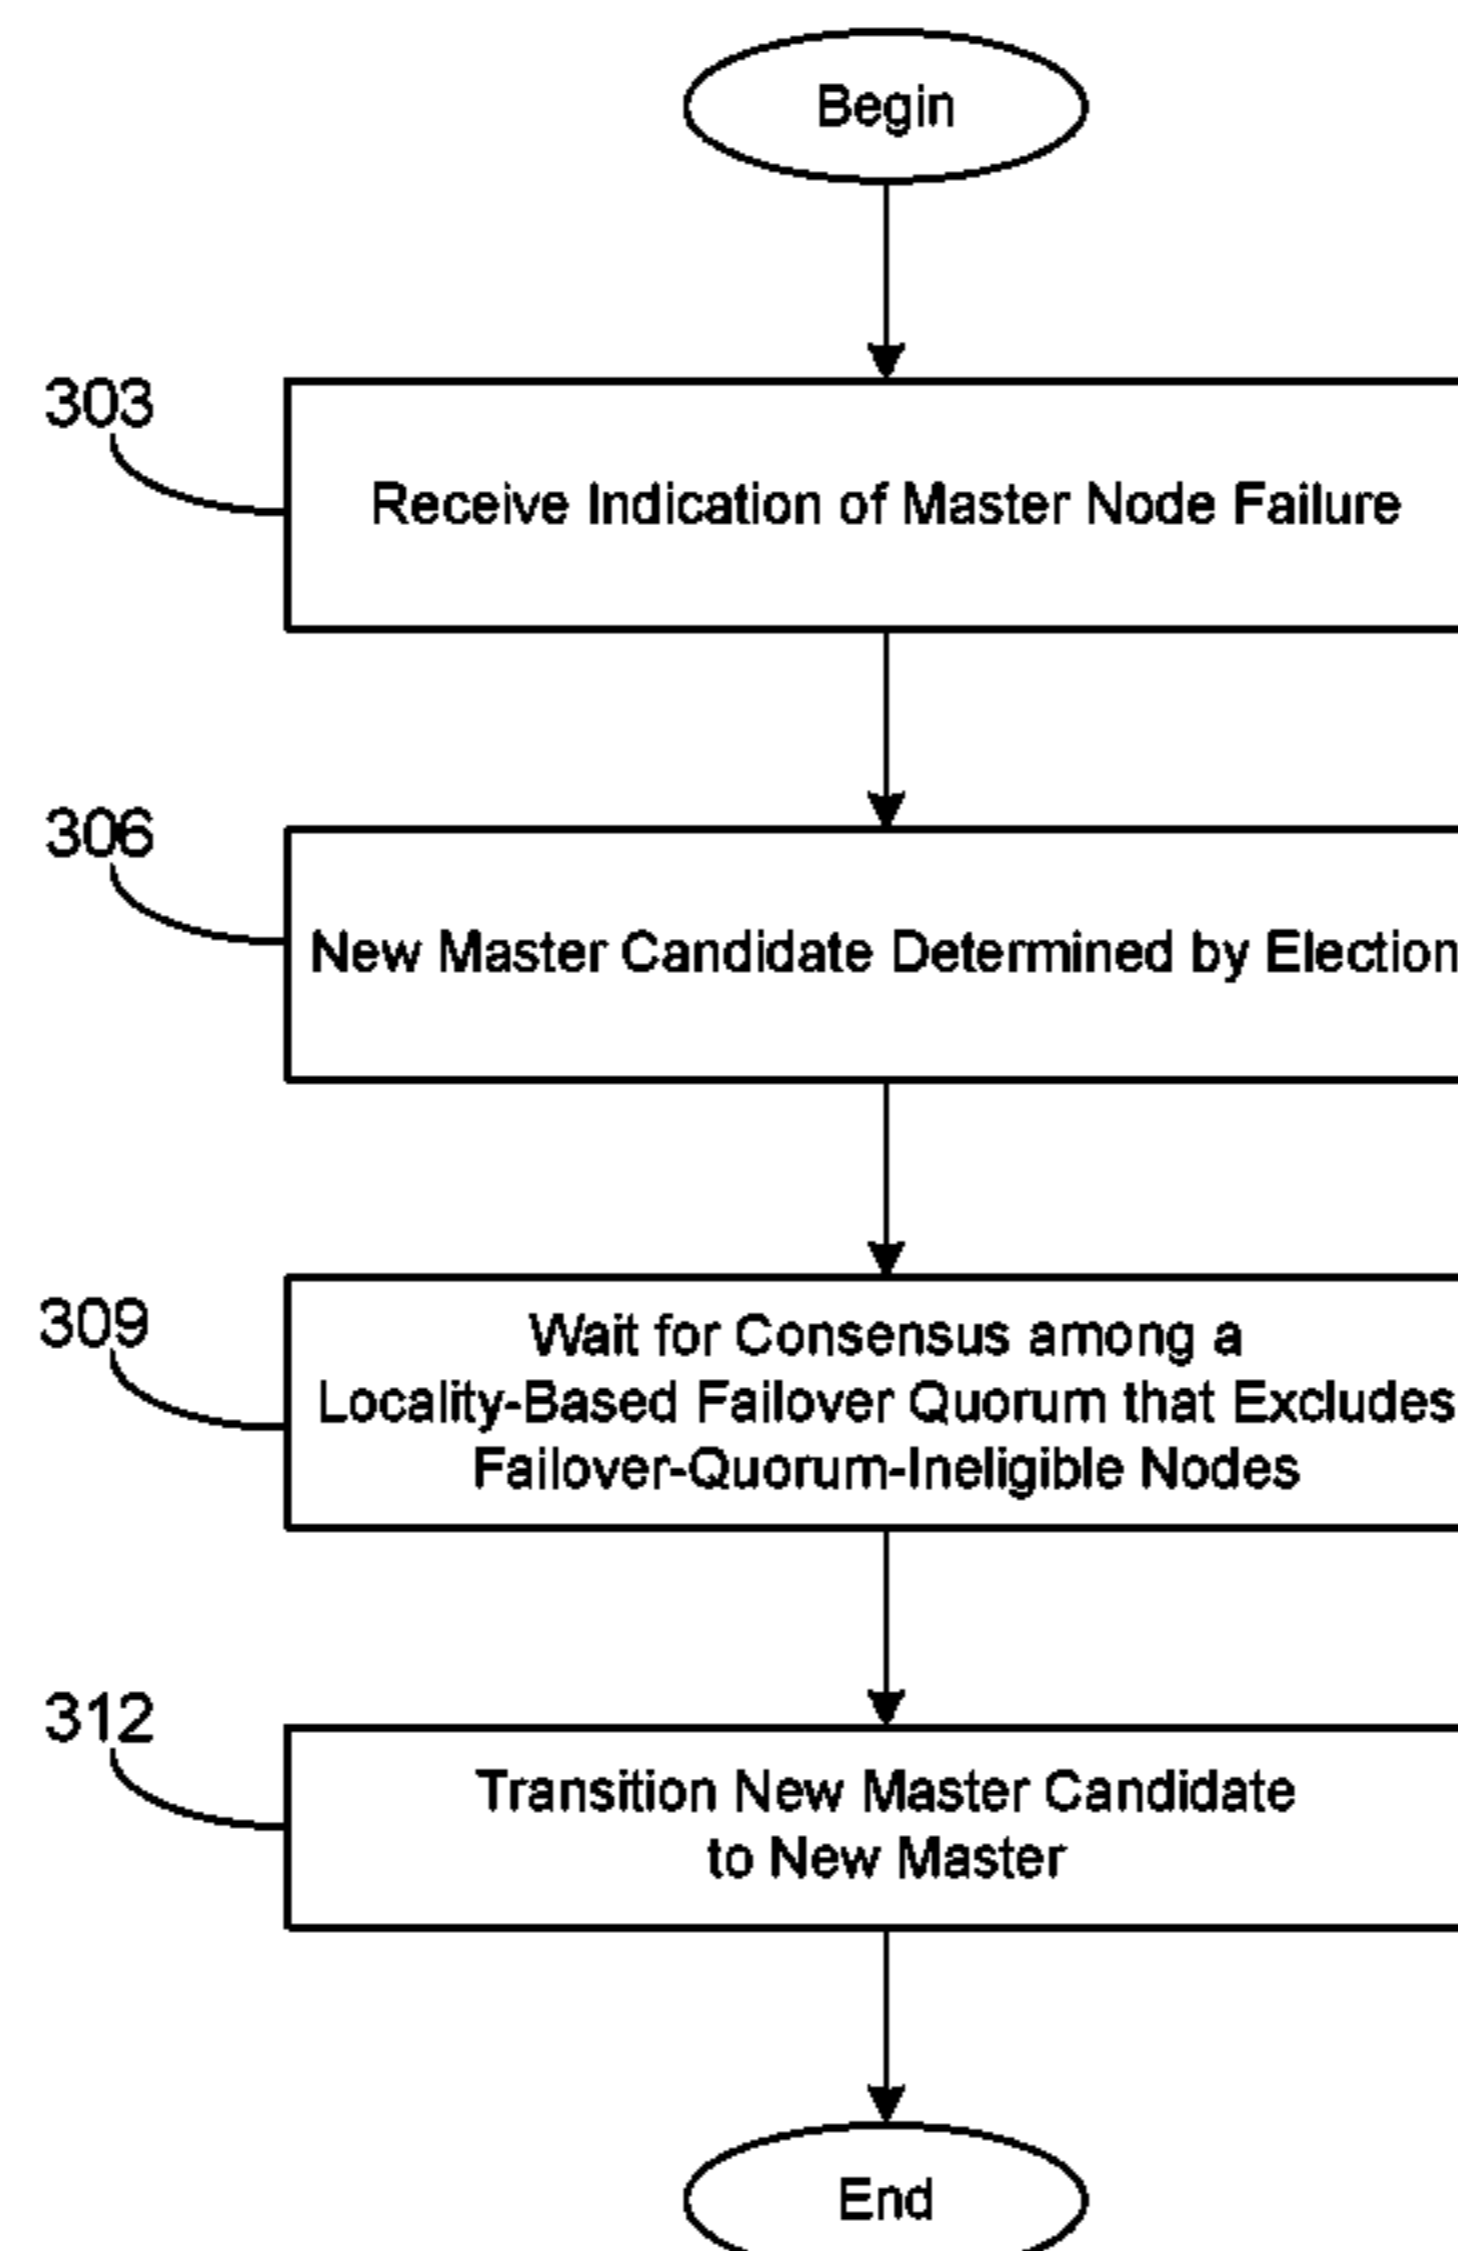 Begin
303
Receive Indication of Master Node Failure
306
New Master Candidate Determined by Election
309
Wait for Consensus among a
Locality-Based Failover Quorum that Excludes
Failover-Quorum-Ineligible Nodes
312
Transition New Master Candidate
to New Master
End